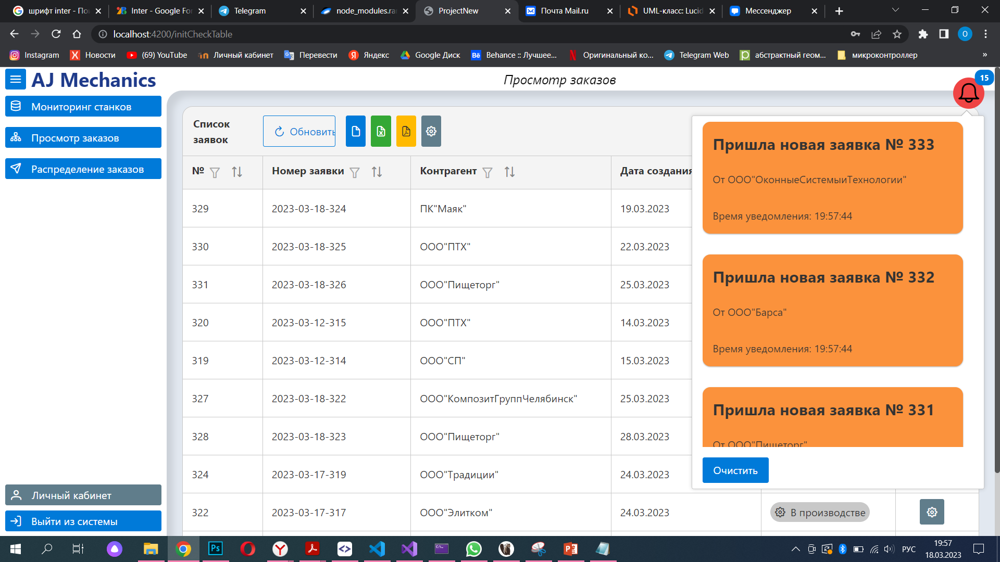 шрифт inter - По
Inter - Google Fo
Telegram
node_modules.ra
ProjectNew
Почта Mail.ru
UML-класс: Lucid
Мессенджер
localhost:4200/initCheckTable
O
Instagram
Новости
(69) YouTube
Личный кабинет
Перевести
Яндекс
Google Диск
Behance :: Лучшее...
Оригинальный ко...
Telegram Web
абстрактный геом...
микроконтроллер
»
AJ Mechanics
Просмотр заказов
15
Мониторинг станков
Просмотр заказов
Распределение заказов
Личный кабинет
Выйти из системы
Список
заявок
Обновить
№ Номер заявки Контрагент Дата создания
329 2023-03-18-324 ПК"Маяк" 19.03.2023
330 2023-03-18-325 ООО"ПТХ" 22.03.2023
331 2023-03-18-326 ООО"Пищеторг" 25.03.2023
320 2023-03-12-315 ООО"ПТХ" 14.03.2023
319 2023-03-12-314 ООО"СП" 15.03.2023
327 2023-03-18-322 ООО"КомпозитГруппЧелябинск" 25.03.2023
328 2023-03-18-323 ООО"Пищеторг" 28.03.2023
324 2023-03-17-319 ООО"Традиции" 24.03.2023
322 2023-03-17-317 ООО"Элитком" 24.03.2023 В производстве
Пришла новая заявка № 333
От ООО"ОконныеСистемыиТехнологии"
Время уведомления: 19:57:44
Пришла новая заявка № 332
От ООО"Барса"
Время уведомления: 19:57:44
Пришла новая заявка № 331
От ООО"Пищеторг"
Очистить
РУС
19:57
18.03.2023